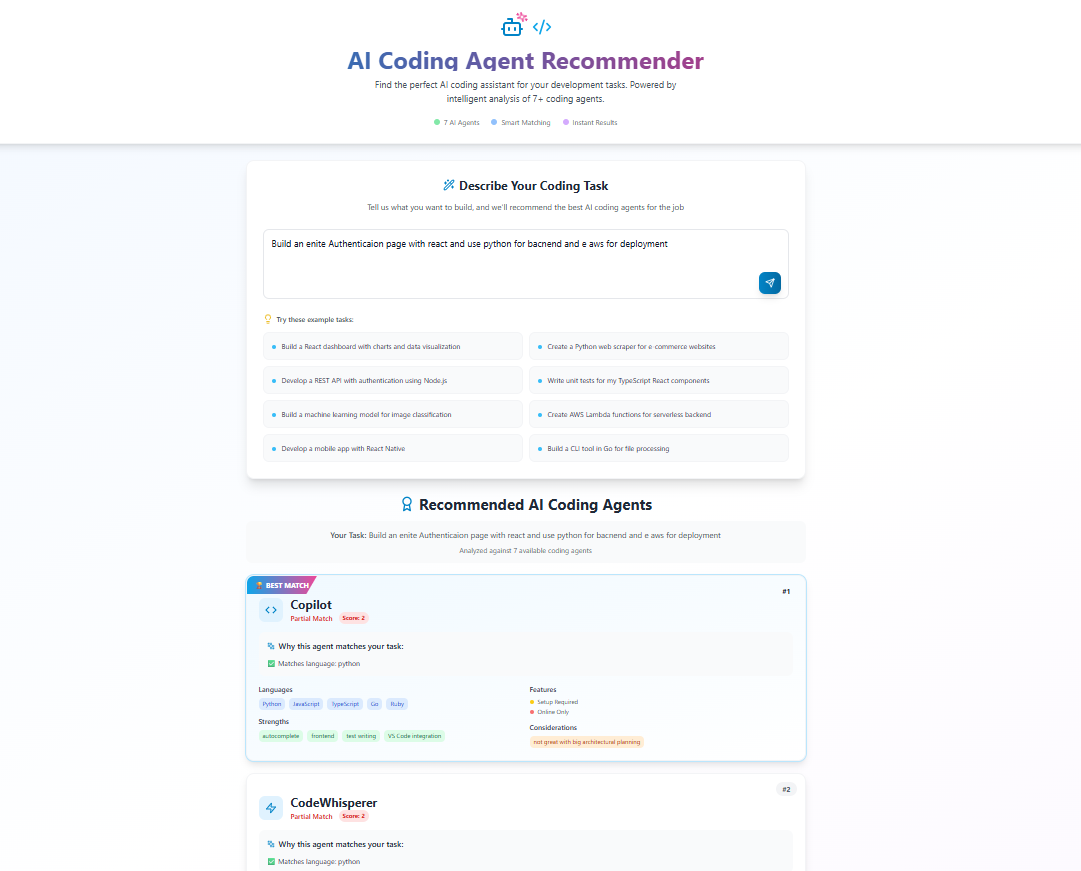 AI Coding Agent Recommender
Find the perfect AI coding assistant for your development tasks. Powered by
intelligent analysis of 7+ coding agents.
7 AI Agents Smart Matching Instant Results
Describe Your Coding Task
Tell us what you want to build, and we'll recommend the best AI coding agents for the job
Build an enite Authenticaion page with react and use python for bacnend and e aws for deployment
Try these example tasks:
Build a React dashboard with charts and data visualization
Create a Python web scraper for e-commerce websites
Develop a REST API with authentication using Node.js
Write unit tests for my TypeScript React components
Build a machine learning model for image classification
Create AWS Lambda functions for serverless backend
Develop a mobile app with React Native
Build a CLI tool in Go for file processing
Recommended AI Coding Agents
Your Task: Build an enite Authenticaion page with react and use python for bacnend and e aws for deployment
Analyzed against 7 available coding agents
BEST MATCH
#1
Copilot
Partial Match Score: 2
Why this agent matches your task:
Matches language: python
Languages
Python JavaScript TypeScript Go Ruby
Strengths
autocomplete frontend test writing VS Code integration
Features
Setup Required
Online Only
Considerations
not great with big architectural planning
#2
CodeWhisperer
Partial Match Score: 2
Why this agent matches your task:
Matches language: python